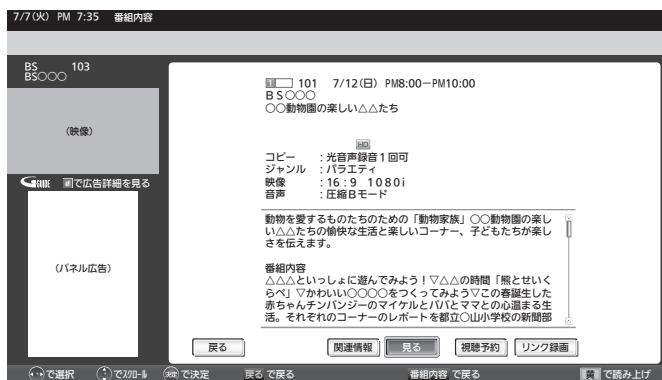 7/7(火) PM 7:35 番組内容
BS 103
BS○○○
(映像)
で広告詳細を見る
(パネル広告)
101 7/12(日) PM8:00−PM10:00
BS○○○
○○動物園の楽しい△△たち
HD
コピー :光音声録音1回可
ジャンル :バラエティ
映像 :16:9 1080i
音声 :圧縮Bモード
動物を愛するものたちのための「動物家族」○○動物園の楽し
い△△たちの愉快な生活と楽しいコーナー、子どもたちが楽し
さを伝えます。
番組内容
△△△といっしょに遊んでみよう!▽△△の時間「熊とせいく
らべ」▽かわいい○○○○をつくってみよう▽この春誕生した
赤ちゃんチンパンジーのマイケルとパパとママとの心温まる生
活。それぞれのコーナーのレポートを都立○山小学校の新聞部
戻る 関連情報 見る 視聴予約 リンク録画
で選択 でスクロール 決定 で決定 戻る で戻る 番組内容 で戻る 黄 で読み上げ